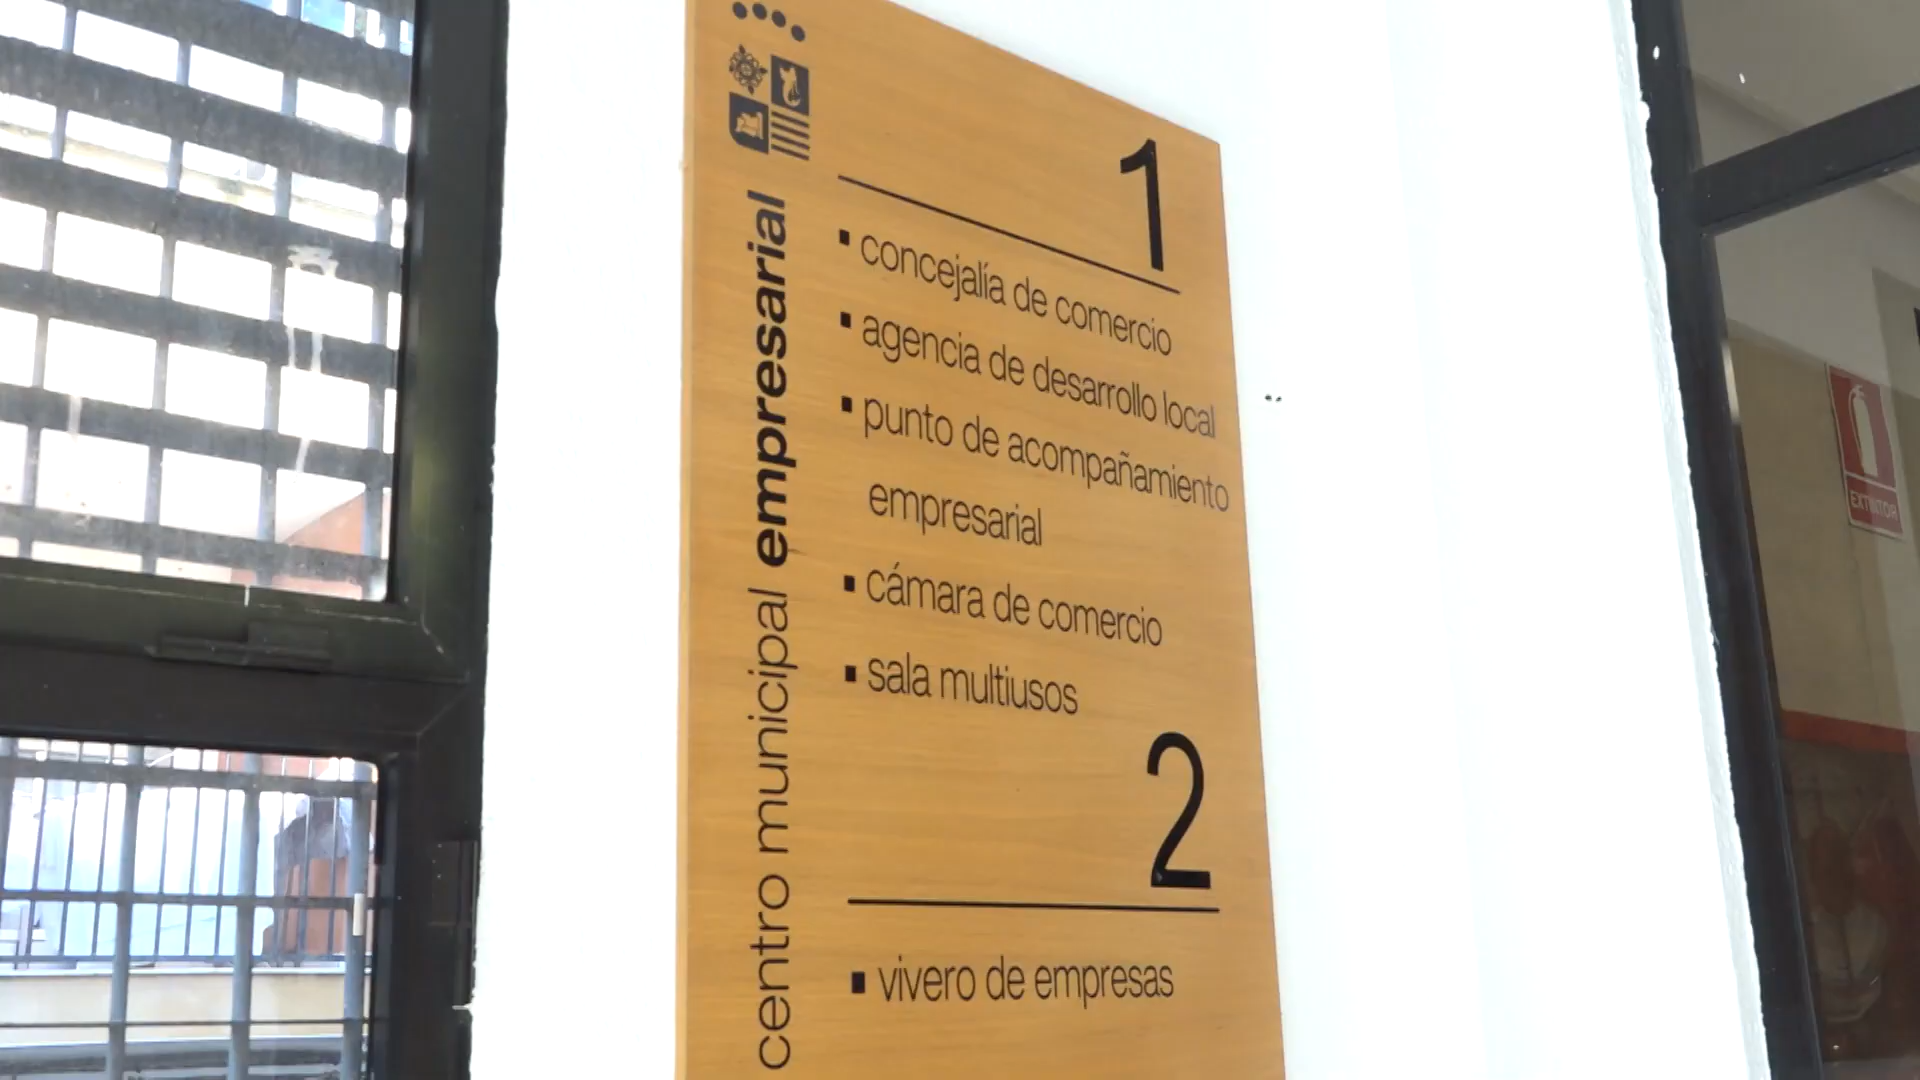 centro municipal empresarial
1
▪ concejalía de comercio
▪ agencia de desarrollo local
▪ punto de acompañamiento
empresarial
▪ cámara de comercio
▪ sala multiusos
2
▪ vivero de empresas
EXTINTOR